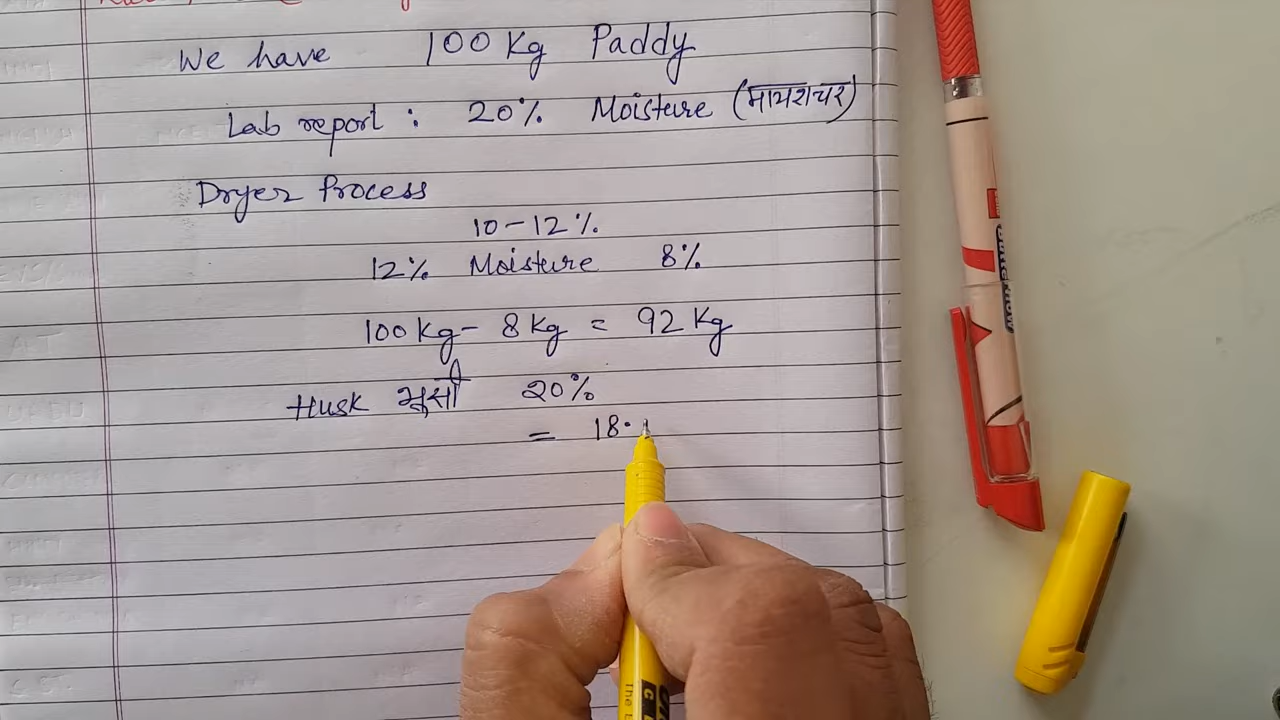 We have 100 Kg Paddy
Lab report : 20% Moisture (मायशचर)
Dryer Process
10-12%
12% Moisture 8%
100 Kg - 8 Kg = 92 Kg
Husk भूसी 20%
= 18.